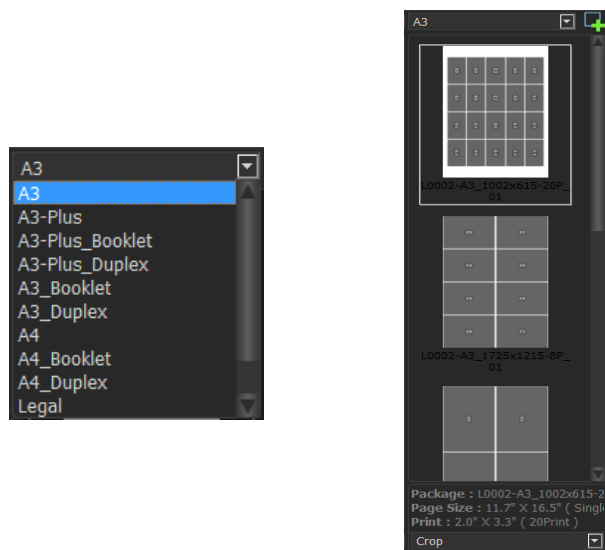 A3
A3
A3-Plus
A3-Plus_Booklet
A3-Plus_Duplex
A3_Booklet
A3_Duplex
A4
A4_Booklet
A4_Duplex
Legal
A3
L0002-A3_1002x615-20P_
01
L0002-A3_1725x1215-8P_
01
Package : L0002-A3_1002x615-2
Page Size : 11.7" X 16.5" ( Singl
Print : 2.0" X 3.3" ( 20Print )
Crop